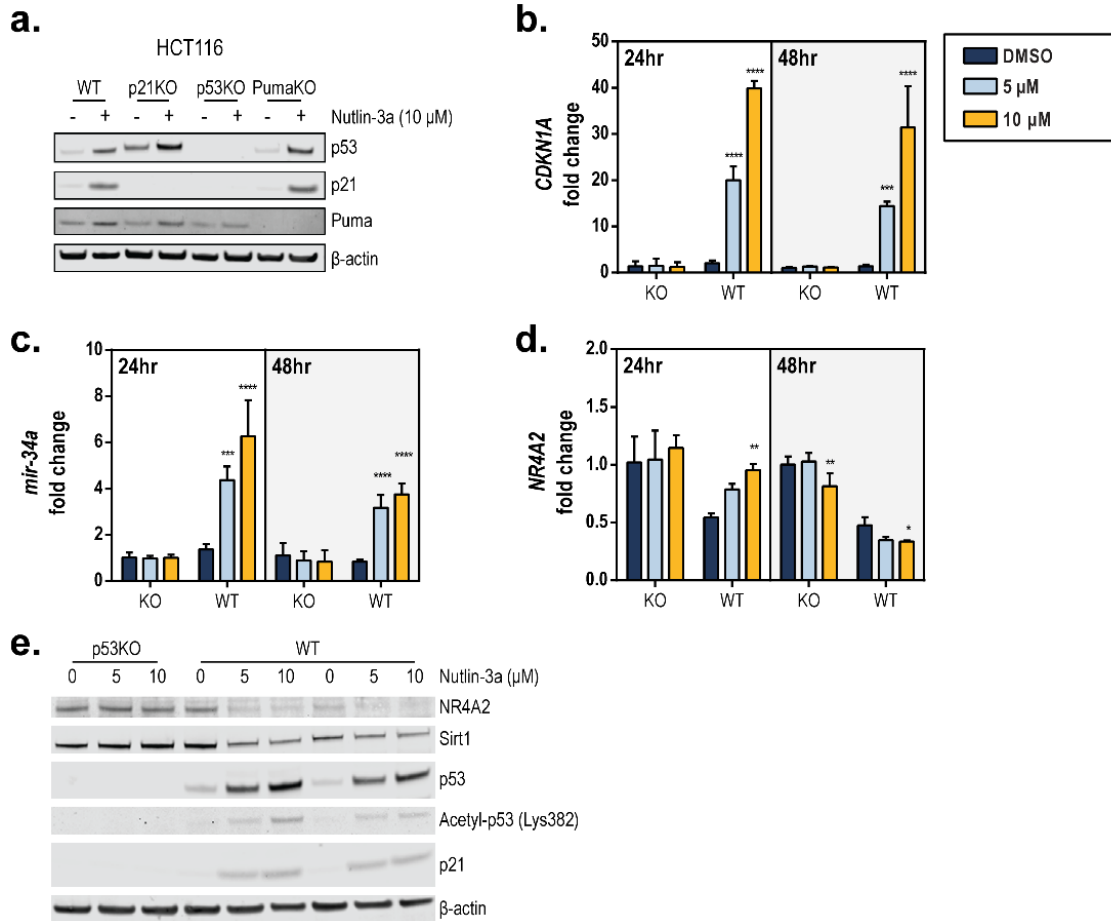 a.
HCT116
WT p21KO p53KO PumaKO
- + - + - + - + Nutlin-3a (10 µM)
p53
p21
Puma
β-actin
b.
CDKN1A
fold change
50
40
30
20
10
0
24hr
48hr
**** ****
**** ***
KO WT KO WT
DMSO
5 µM
10 µM
c.
mir-34a
fold change
10
8
6
4
2
0
24hr
48hr
*** ****
**** ****
KO WT KO WT
d.
NR4A2
fold change
2.0
1.5
1.0
0.5
0.0
24hr
48hr
** ** *
KO WT KO WT
e.
p53KO WT
0 5 10 0 5 10 0 5 10 Nutlin-3a (µM)
NR4A2
Sirt1
p53
Acetyl-p53 (Lys382)
p21
β-actin